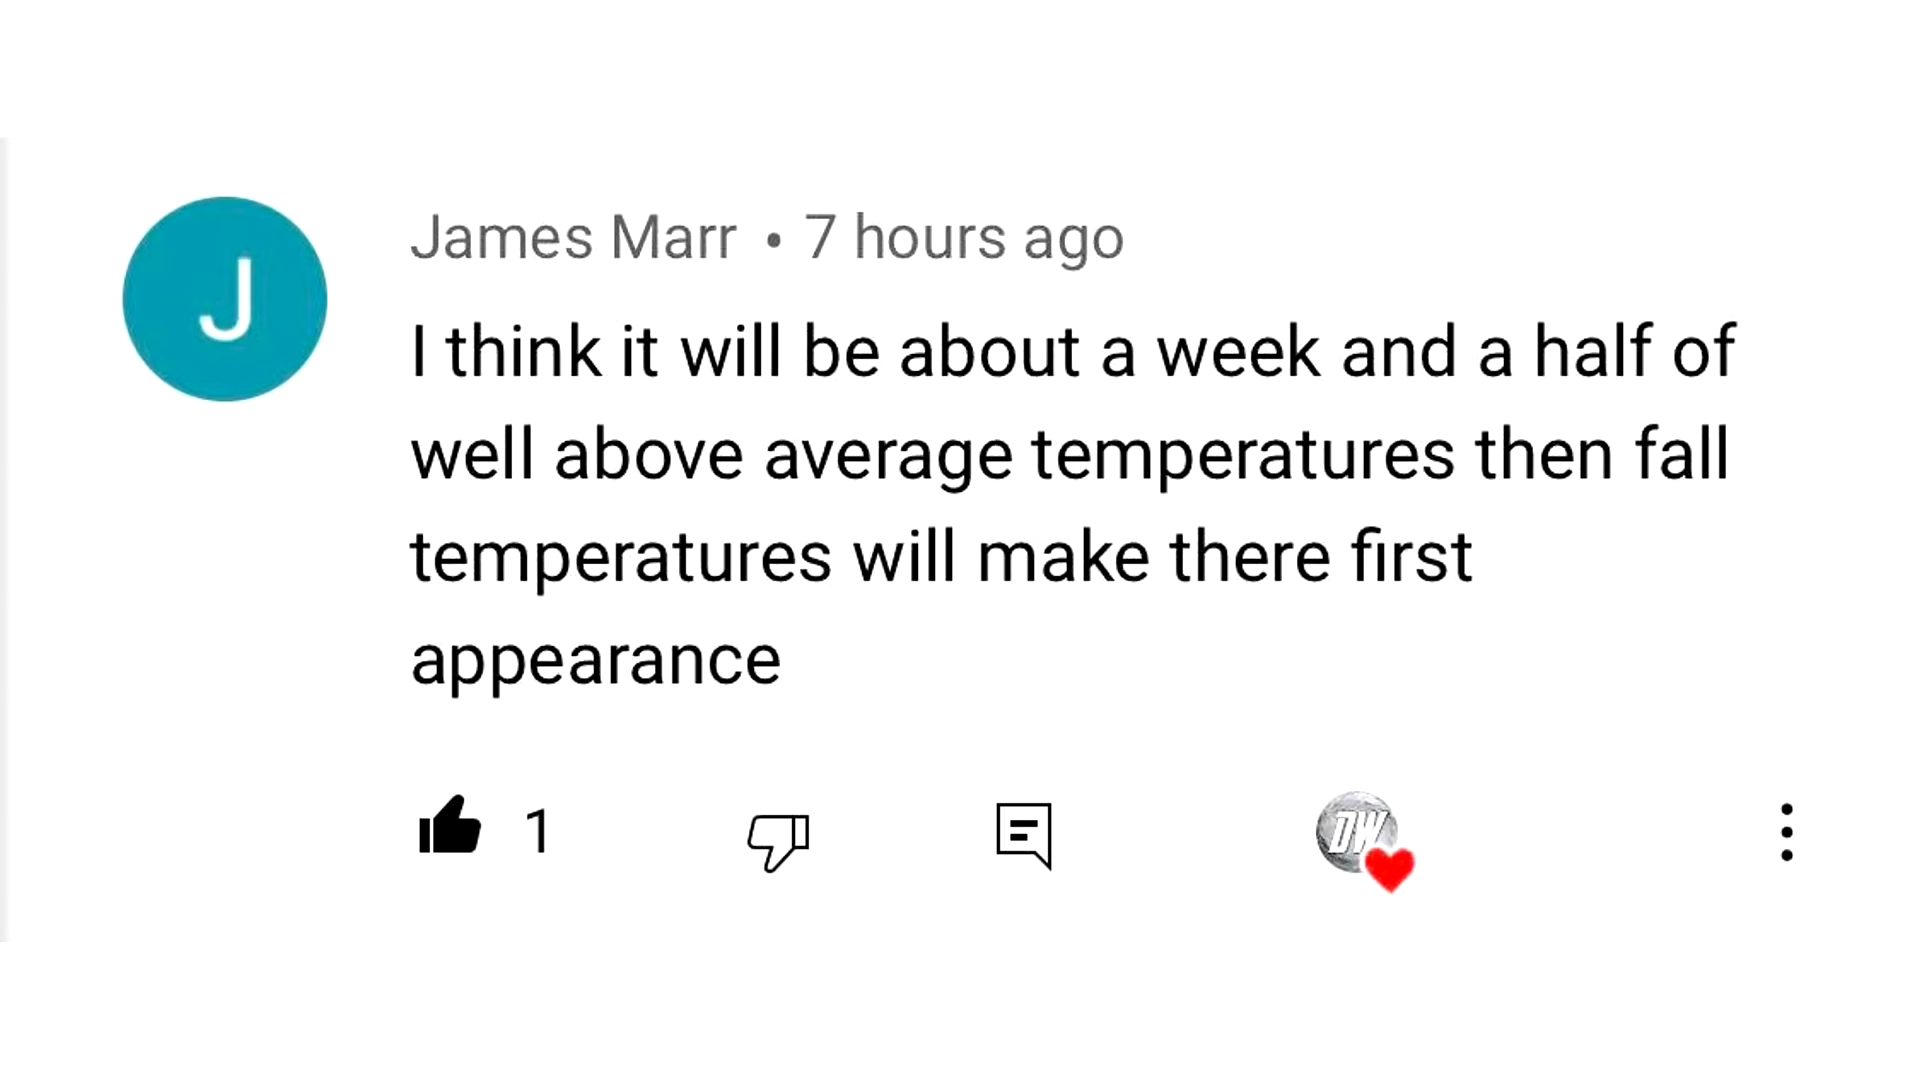 J
James Marr • 7 hours ago
I think it will be about a week and a half of
well above average temperatures then fall
temperatures will make there first
appearance
1
DW